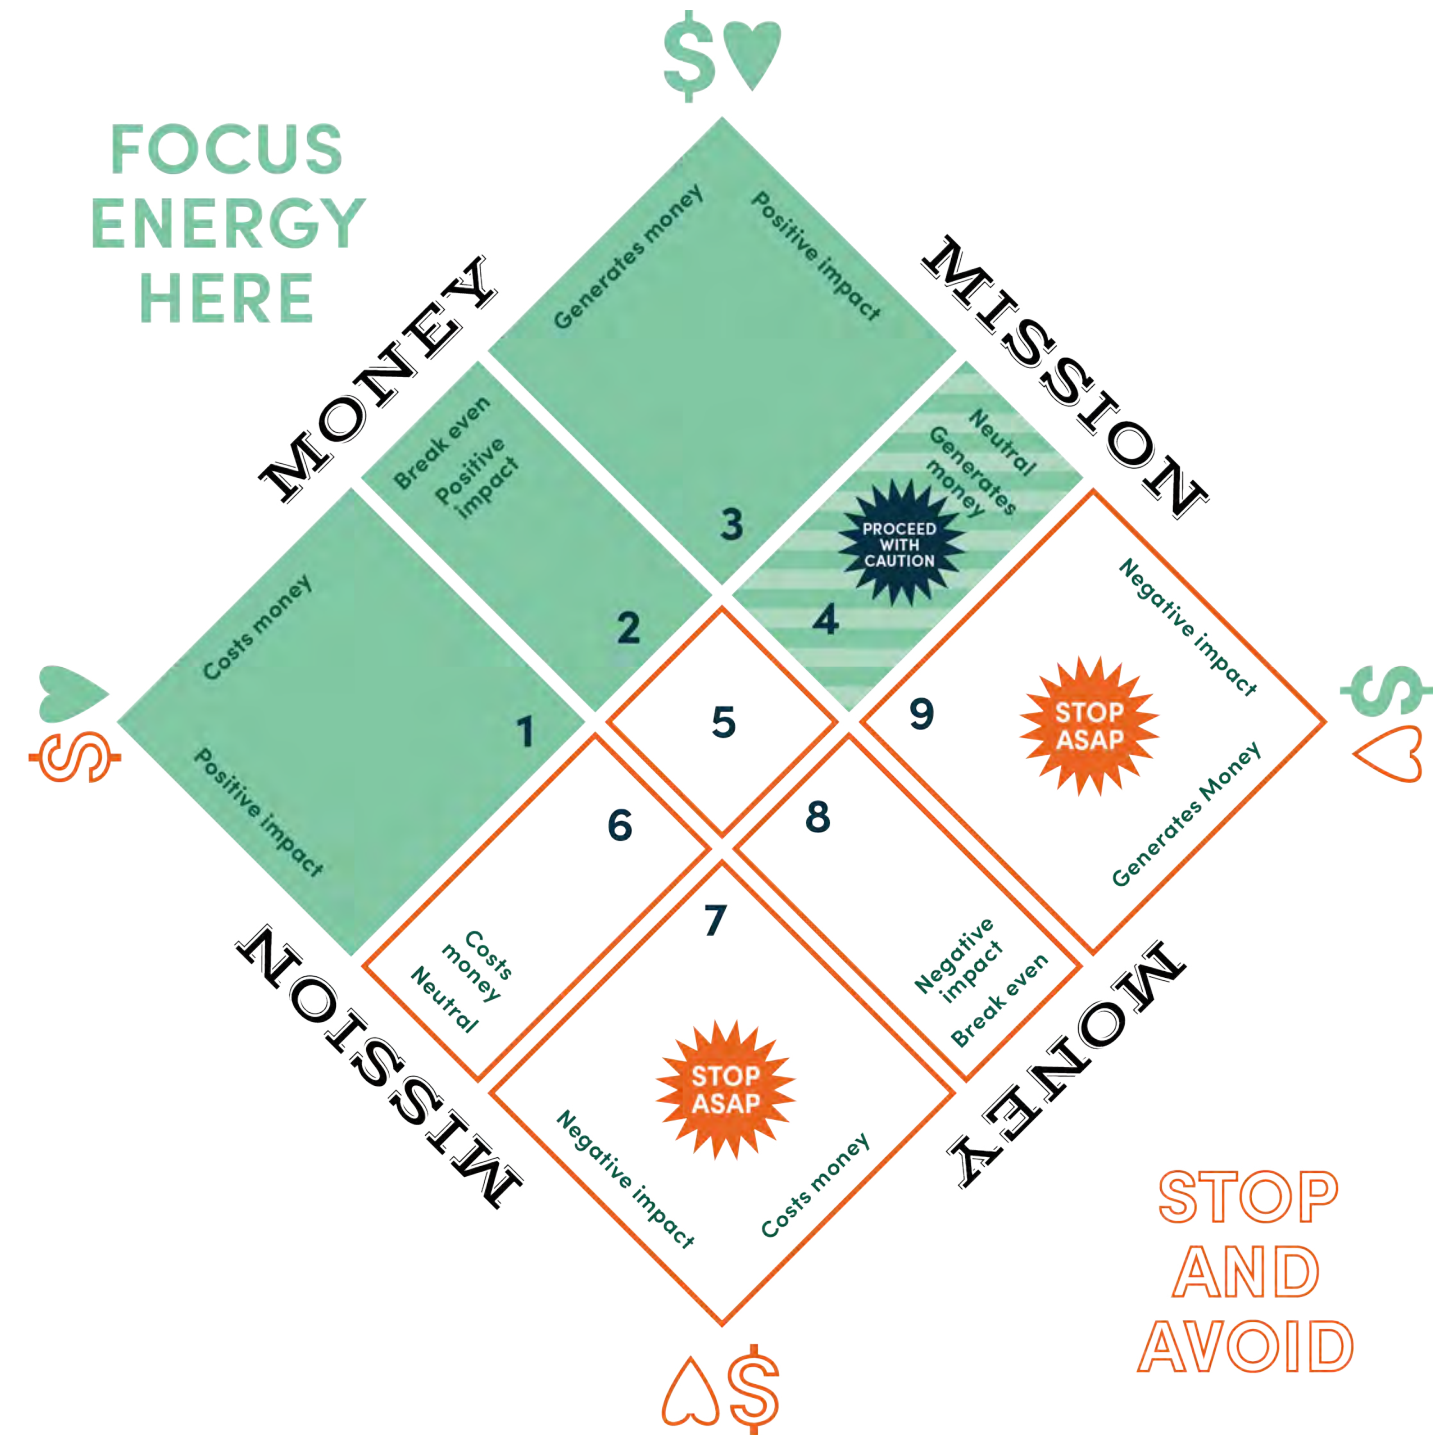 $
FOCUS
ENERGY
HERE
MONEY
MISSION
Generates money
Positive impact
3
Break even
Positive
impact
2
Neutral
Generates
money
PROCEED
WITH
CAUTION
4
Costs money
Positive impact
1
5
Negative impact
STOP
ASAP
Generates Money
9
$
$
6
Costs
money
Neutral
8
Negative
impact
Break even
7
STOP
ASAP
Negative impact
Costs money
MISSION
MONEY
STOP
AND
AVOID
$